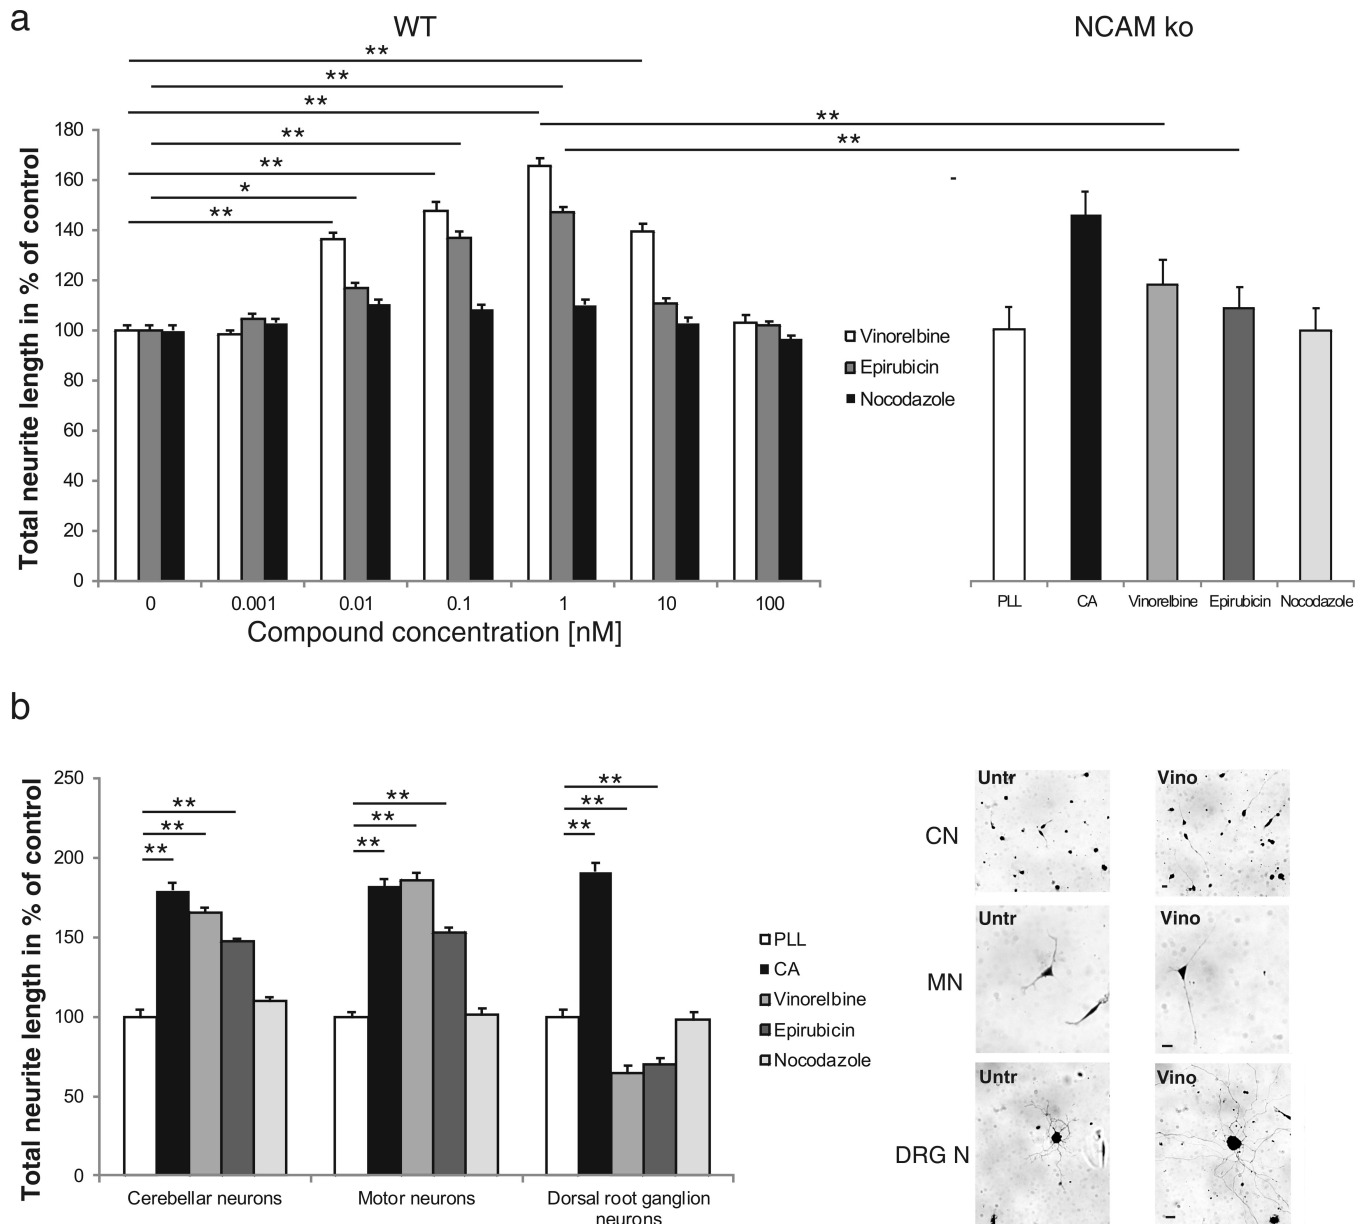 a
WT
NCAM ko
**
**
**
**
**
*
**
**
**
Total neurite length in % of control
180
160
140
120
100
80
60
40
20
0
0 0.001 0.01 0.1 1 10 100
Compound concentration [nM]
Vinorelbine
Epirubicin
Nocodazole
-
PLL CA Vinorelbine Epirubicin Nocodazole
b
Total neurite length in % of control
250
200
150
100
50
0
**
**
**
**
**
**
**
**
**
Cerebellar neurons Motor neurons Dorsal root ganglion
neurons
PLL
CA
Vinorelbine
Epirubicin
Nocodazole
Untr Vino
CN
Untr Vino
MN
Untr Vino
DRG N